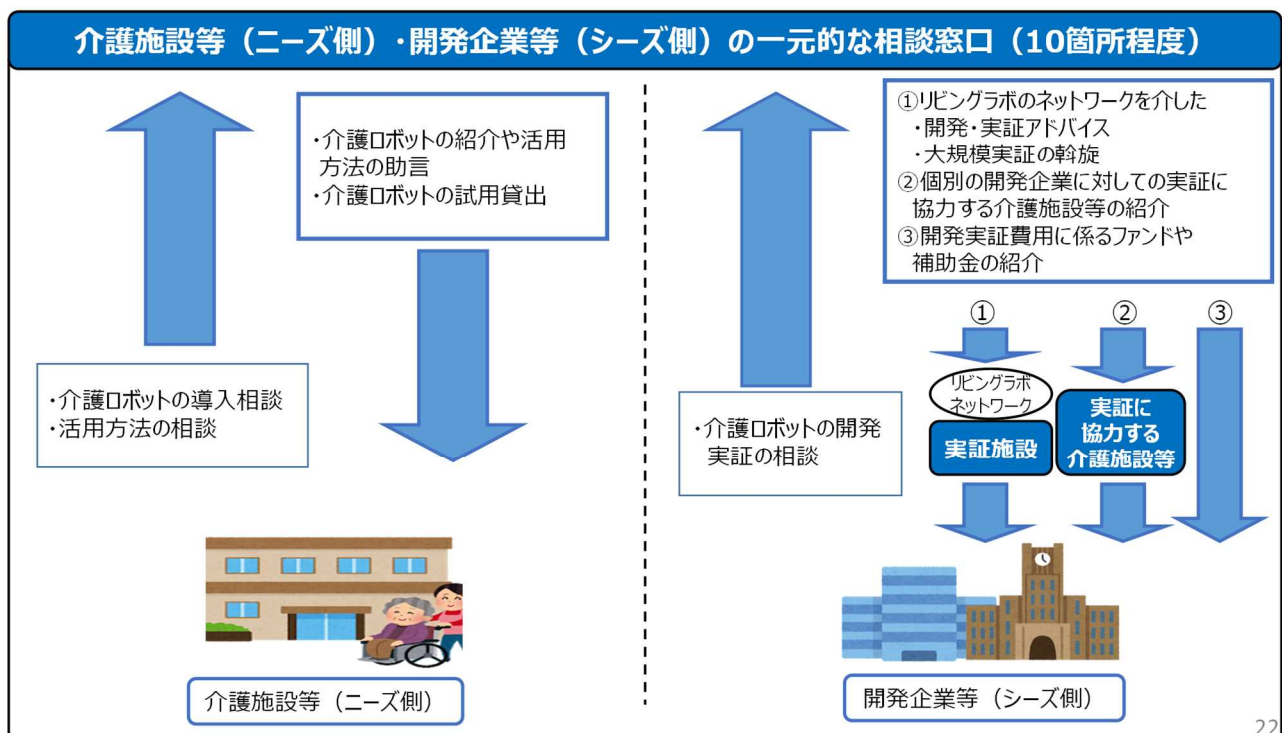 介護施設等（ニーズ側）・開発企業等（シーズ側）の一元的な相談窓口（10箇所程度）
・介護ロボットの紹介や活用
方法の助言
・介護ロボットの試用貸出
・介護ロボットの導入相談
・活用方法の相談
介護施設等（ニーズ側）
①リビングラボのネットワークを介した
・開発・実証アドバイス
・大規模実証の斡旋
②個別の開発企業に対しての実証に
協力する介護施設等の紹介
③開発実証費用に係るファンドや
補助金の紹介
・介護ロボットの開発
実証の相談
①
②
③
リビングラボ
ネットワーク
実証施設
実証に
協力する
介護施設等
開発企業等（シーズ側）
22